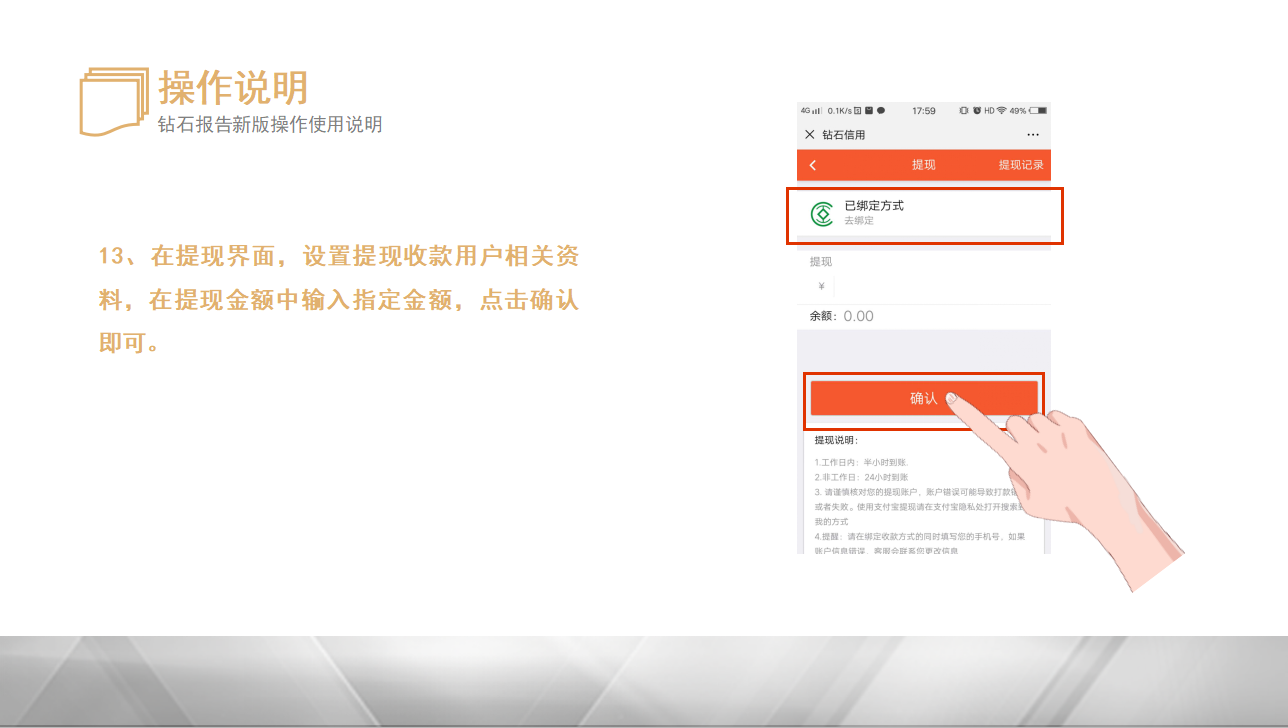 操作说明
钻石报告新版操作使用说明
13、在提现界面，设置提现收款用户相关资
料，在提现金额中输入指定金额，点击确认
即可。
4G 0.1K/s 17:59 HD 49%
钻石信用
提现 提现记录
已绑定方式
去绑定
提现
¥
余额：0.00
确认
提现说明：
1.工作日内：半小时到账.
2.非工作日：24小时到账
3. 请谨慎核对您的提现账户，账户错误可能导致打款
或者失败。使用支付宝提现请在支付宝隐私处打开搜索
我的方式
4.提醒：请在绑定收款方式的同时填写您的手机号，如果
账户信息错误，客服会联系您更改信息